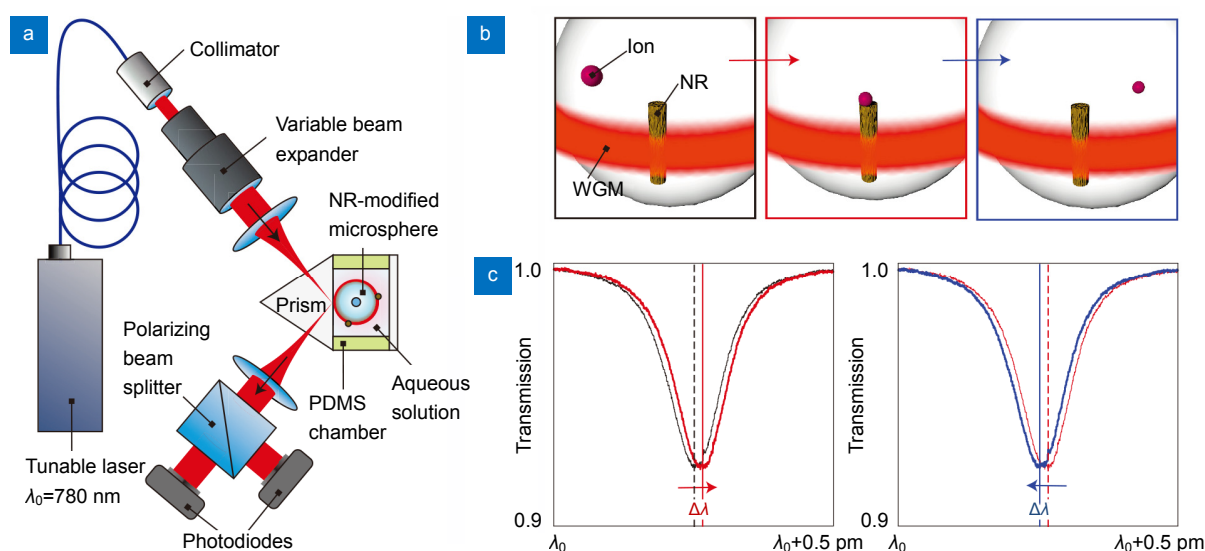 a
Collimator
Variable beam
expander
NR-modified
microsphere
Prism
Polarizing
beam
splitter
PDMS
chamber
Aqueous
solution
Tunable laser
λ₀=780 nm
Photodiodes
b
Ion
NR
WGM
c
1.0
Transmission
0.9
Δλ
λ₀
λ₀+0.5 pm
1.0
Transmission
0.9
Δλ
λ₀
λ₀+0.5 pm